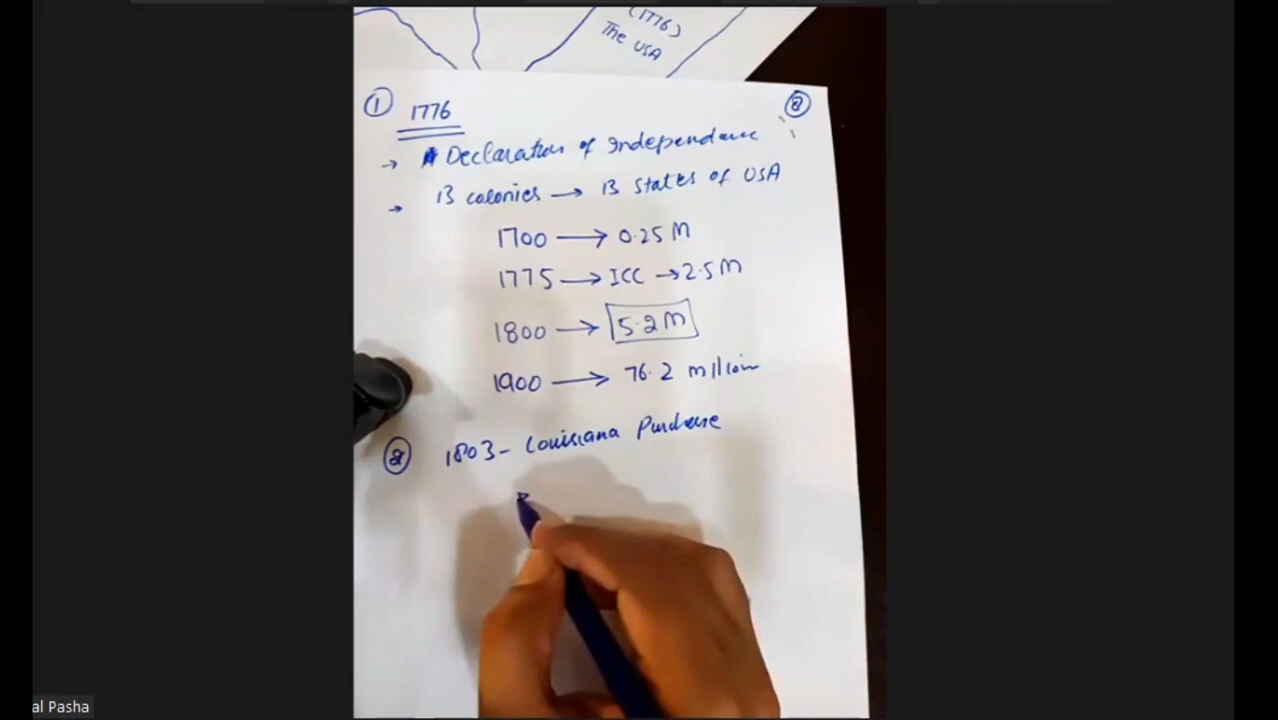 (1776)
The USA
① 1776
②
→ Declaration of Independence
→ 13 colonies → 13 states of USA
1700 → 0.25 M
1775 → ICC → 2.5 M
1800 → 5.2 M
1900 → 76.2 million
② 1803 - Louisiana Purchase
al Pasha